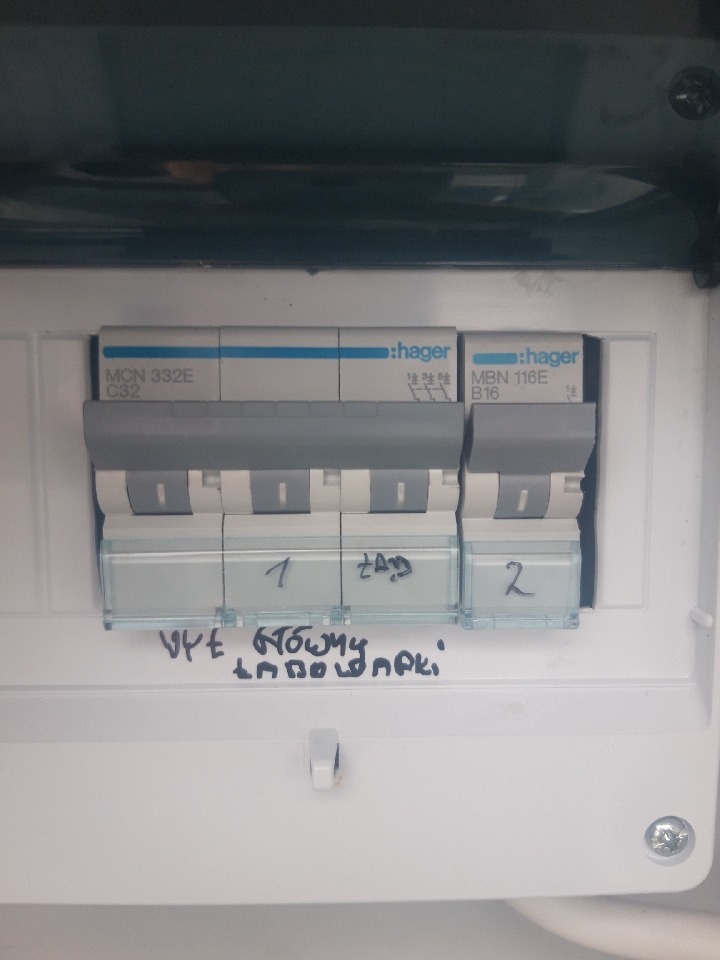 :hager
MCN 332E
C32
:hager
MBN 116E
B16
1 ŁAD
2
WYŁ GŁÓWNY
ŁADOWARKI